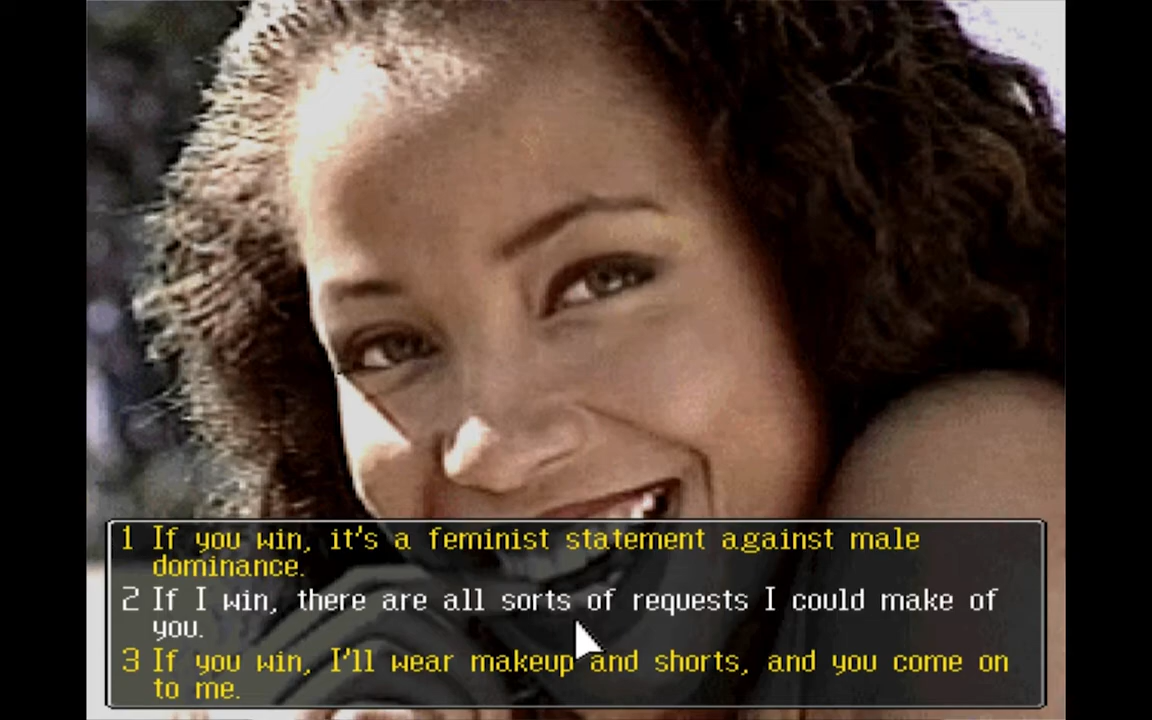 1 If you win, it's a feminist statement against male
dominance.
2 If I win, there are all sorts of requests I could make of
you.
3 If you win, I'll wear makeup and shorts, and you come on
to me.